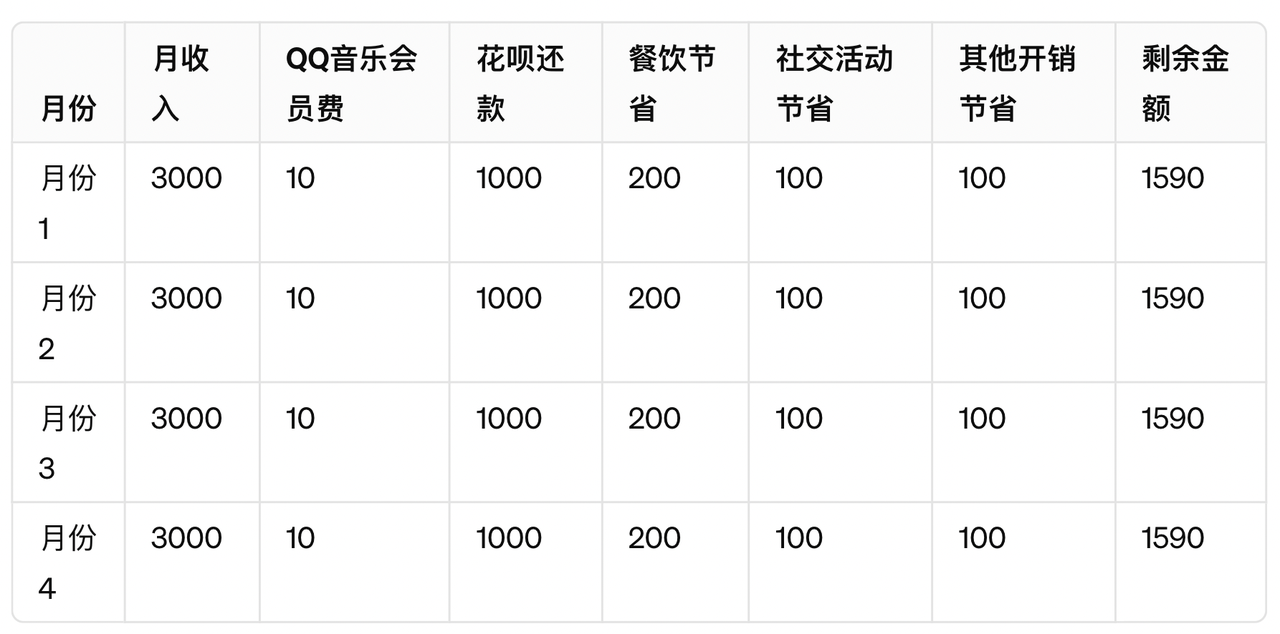 月份 月收入 QQ音乐会员费 花呗还款 餐饮节省 社交活动节省 其他开销节省 剩余金额
月份1 3000 10 1000 200 100 100 1590
月份2 3000 10 1000 200 100 100 1590
月份3 3000 10 1000 200 100 100 1590
月份4 3000 10 1000 200 100 100 1590